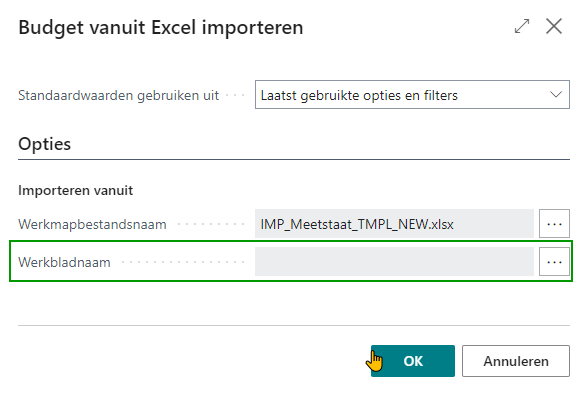 Budget vanuit Excel importeren
Standaardwaarden gebruiken uit
Laatst gebruikte opties en filters
Opties
Importeren vanuit
Werkmapbestandsnaam
IMP_Meetstaat_TMPL_NEW.xlsx
...
Werkbladnaam
...
OK
Annuleren